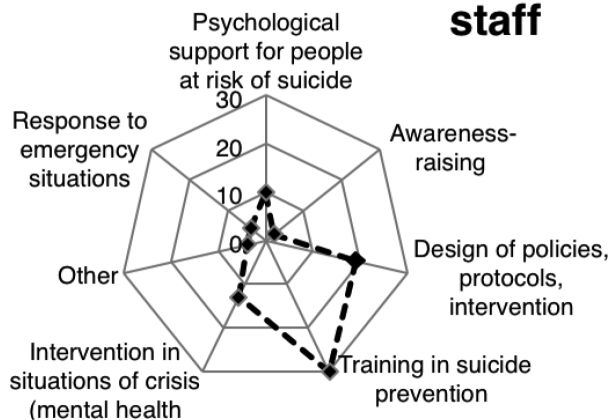 staff
Psychological
support for people
at risk of suicide
30
20
10
0
Awareness-
raising
Design of policies,
protocols,
intervention
Training in suicide
prevention
Intervention in
situations of crisis
(mental health
Other
Response to
emergency
situations